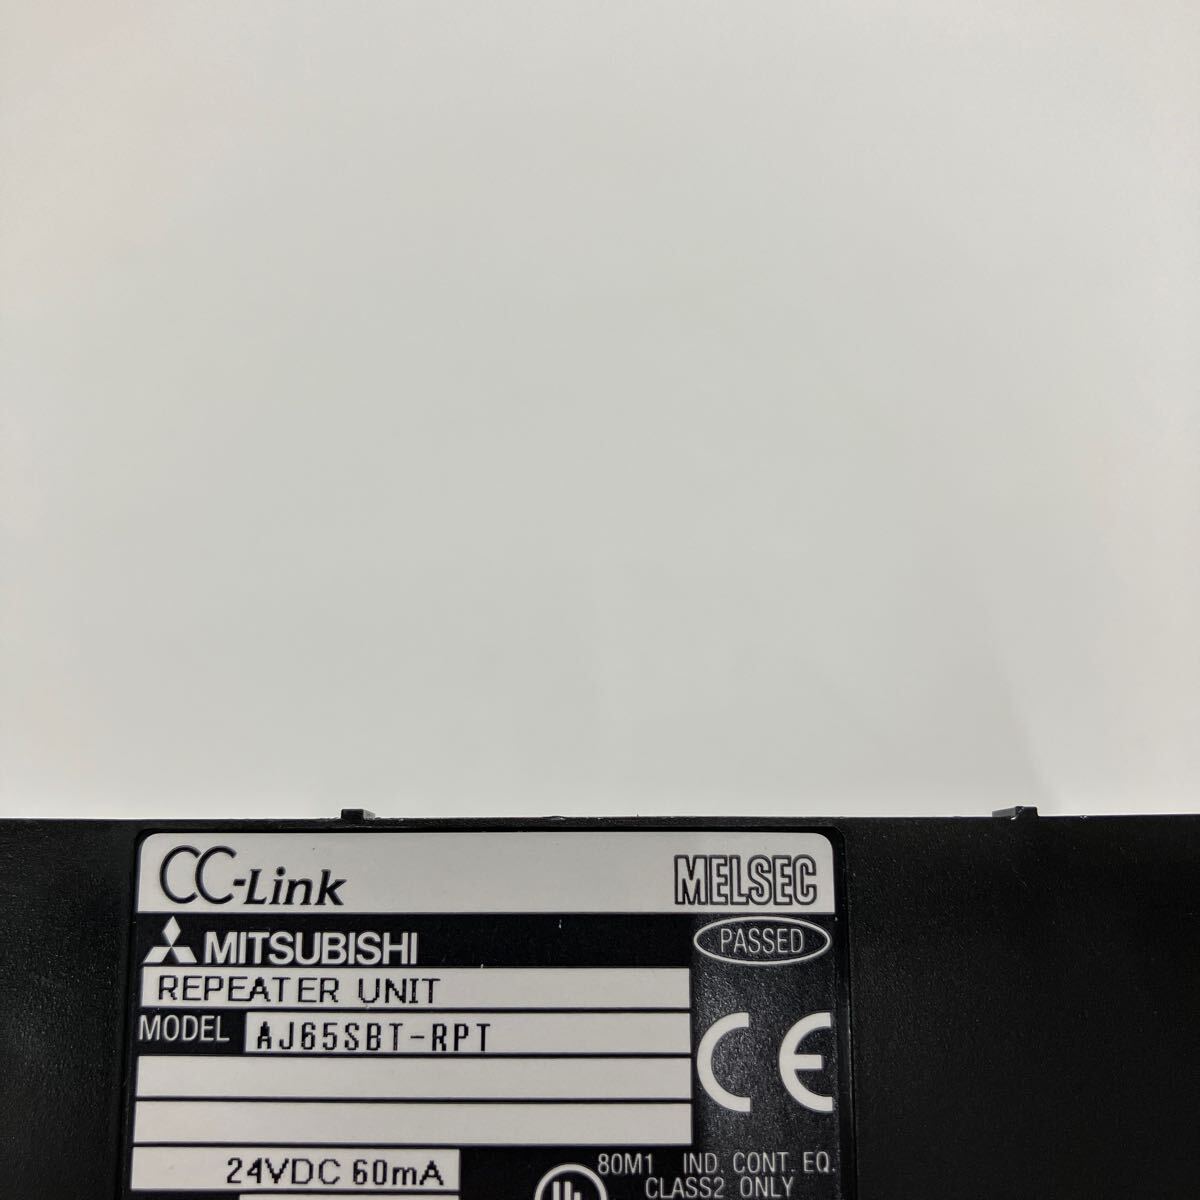 CC-Link
MELSEC
MITSUBISHI
PASSED
REPEATER UNIT
MODEL AJ65SBT-RPT
CE
24VDC 60mA
UL
80M1 IND. CONT. EQ.
CLASS2 ONLY